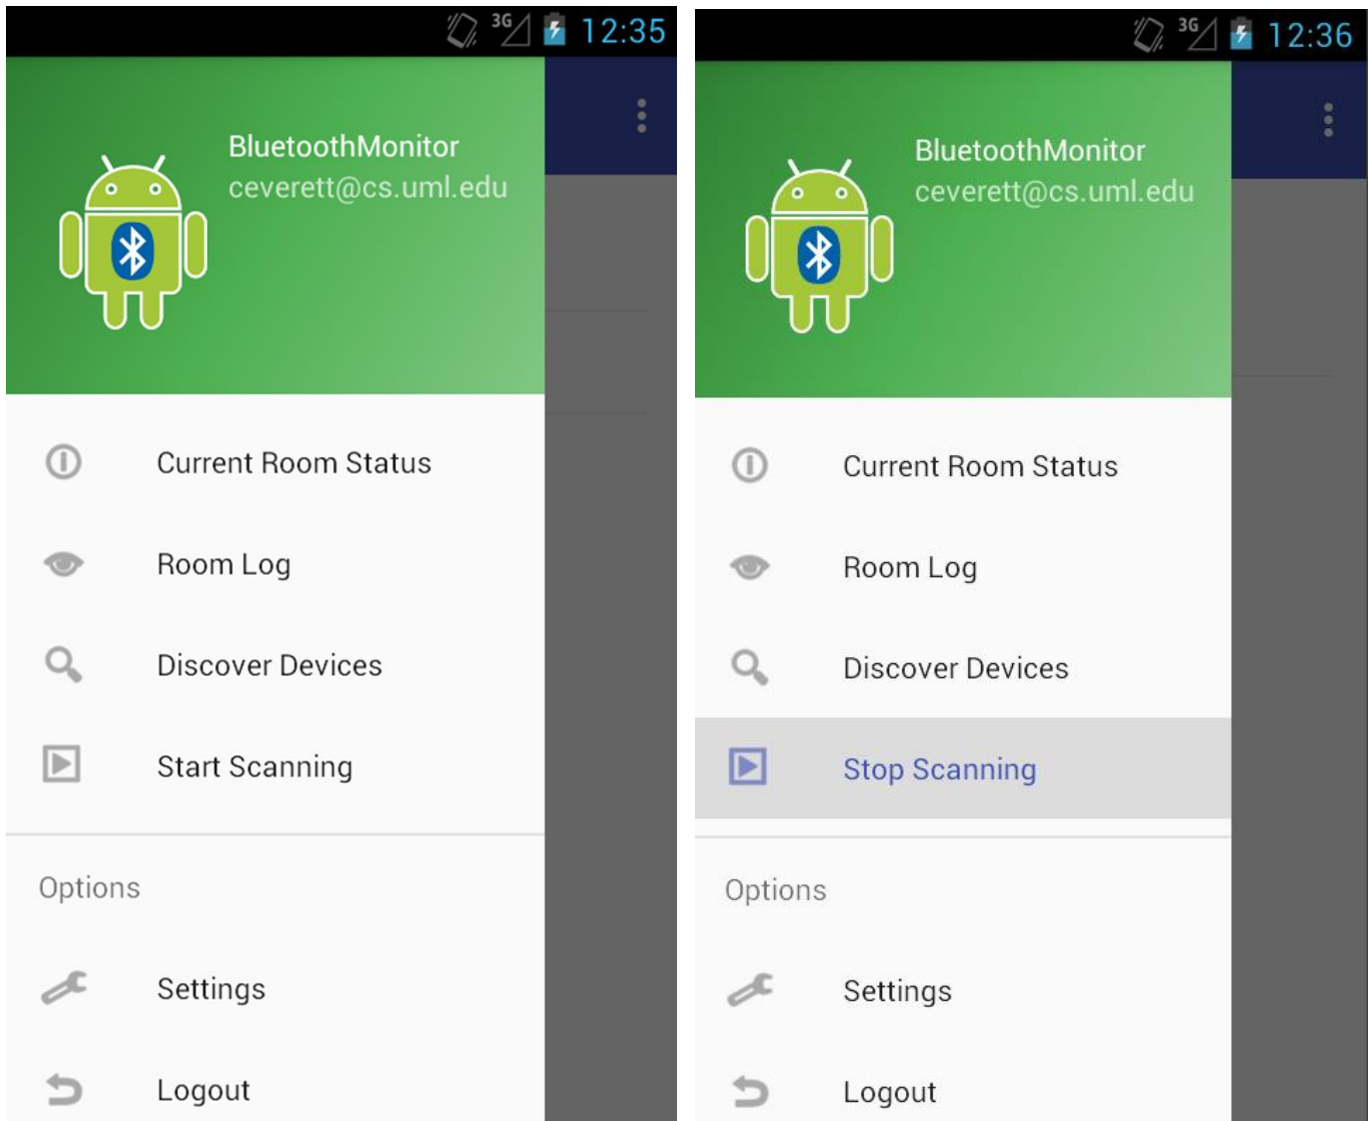 3G 12:35
BluetoothMonitor
ceverett@cs.uml.edu
Current Room Status
Room Log
Discover Devices
Start Scanning
Options
Settings
Logout
3G 12:36
BluetoothMonitor
ceverett@cs.uml.edu
Current Room Status
Room Log
Discover Devices
Stop Scanning
Options
Settings
Logout